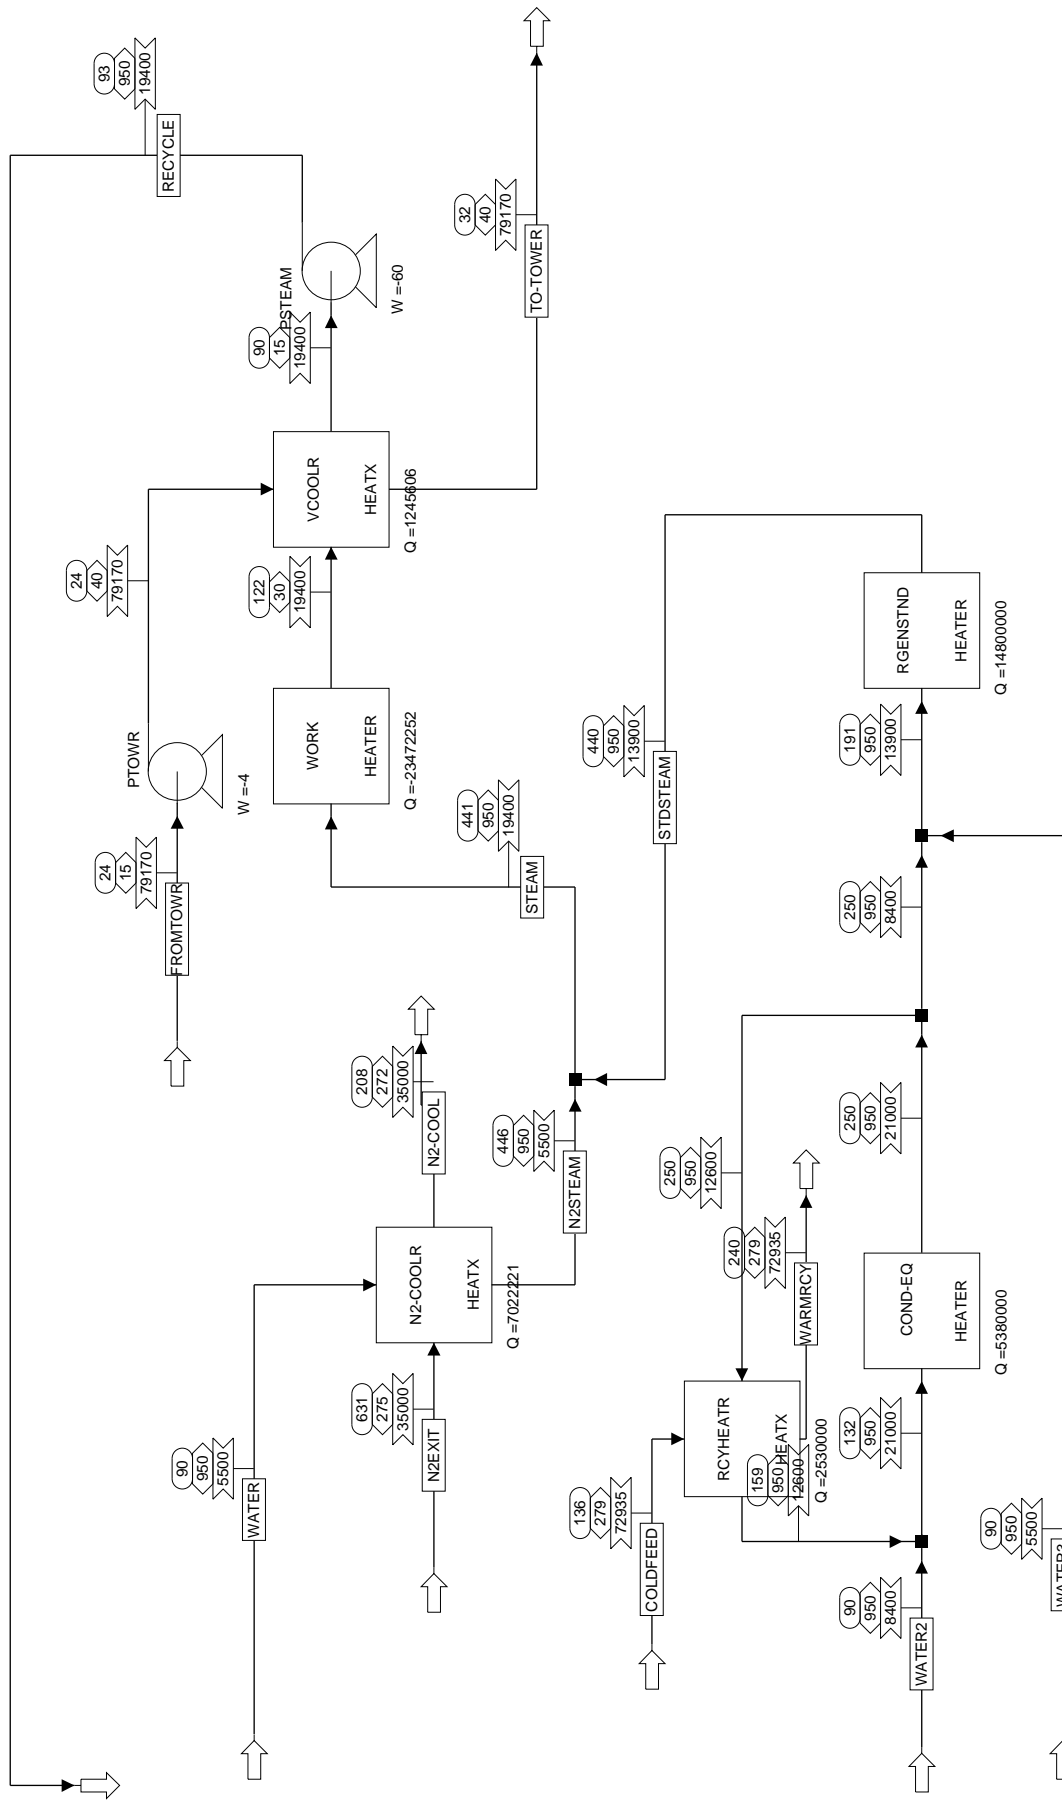 93
950
19400
RECYCLE
PSTEAM
W =-60
90
15
19400
32
40
79170
TO-TOWER
VCOOLR
HEATX
Q =1245606
24
40
79170
122
30
19400
PTOWR
W =-4
24
15
79170
FROMTOWR
WORK
HEATER
Q =-23472252
441
950
19400
STEAM
440
950
13900
STDSTEAM
RGENSTND
HEATER
Q =14800000
191
950
13900
250
950
8400
208
272
35000
N2-COOL
446
950
5500
N2STEAM
N2-COOLR
HEATX
Q =7022221
631
275
35000
N2EXIT
90
950
5500
WATER
250
950
12600
240
279
72935
WARMRCY
250
950
21000
COND-EQ
HEATER
Q =5380000
RCYHEATR
HEATX
Q =2530000
159
950
12600
132
950
21000
136
279
72935
COLDFEED
90
950
8400
WATER2
90
950
5500